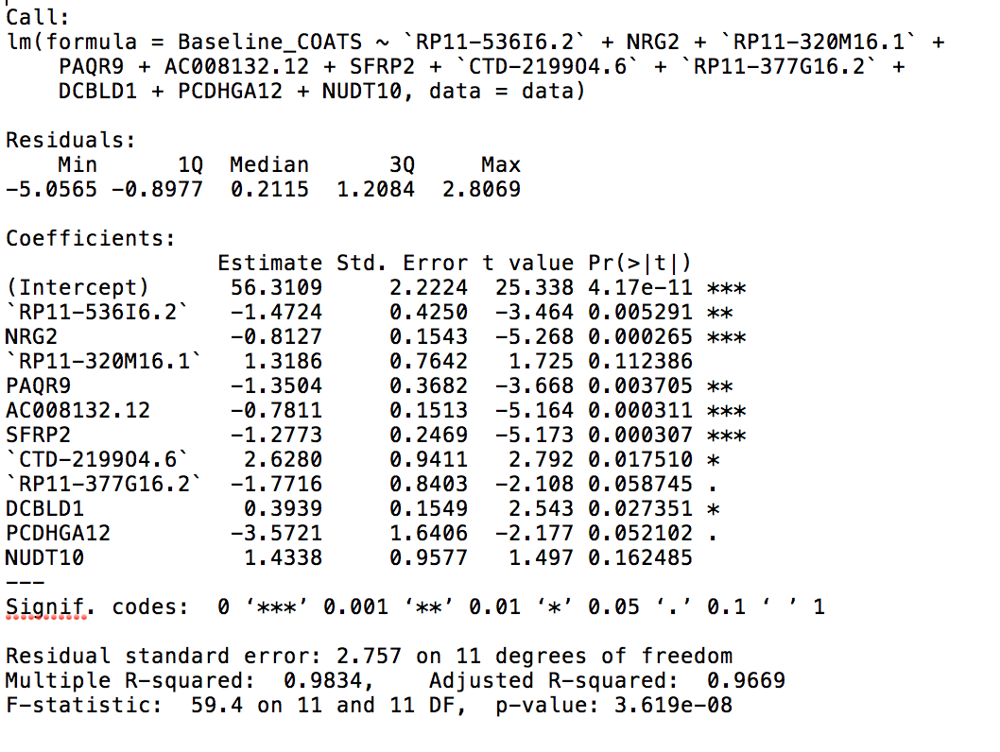 Call:
lm(formula = Baseline_COATS ~ `RP11-536I6.2` + NRG2 + `RP11-320M16.1` +
    PAQR9 + AC008132.12 + SFRP2 + `CTD-2199O4.6` + `RP11-377G16.2` +
    DCBLD1 + PCDHGA12 + NUDT10, data = data)

Residuals:
    Min      1Q  Median      3Q     Max
-5.0565 -0.8977  0.2115  1.2084  2.8069

Coefficients:
                Estimate Std. Error t value Pr(>|t|)
(Intercept)      56.3109     2.2224  25.338 4.17e-11 ***
`RP11-536I6.2`   -1.4724     0.4250  -3.464 0.005291 **
NRG2             -0.8127     0.1543  -5.268 0.000265 ***
`RP11-320M16.1`   1.3186     0.7642   1.725 0.112386
PAQR9            -1.3504     0.3682  -3.668 0.003705 **
AC008132.12      -0.7811     0.1513  -5.164 0.000311 ***
SFRP2            -1.2773     0.2469  -5.173 0.000307 ***
`CTD-2199O4.6`    2.6280     0.9411   2.792 0.017510 *
`RP11-377G16.2`  -1.7716     0.8403  -2.108 0.058745 .
DCBLD1            0.3939     0.1549   2.543 0.027351 *
PCDHGA12         -3.5721     1.6406  -2.177 0.052102 .
NUDT10            1.4338     0.9577   1.497 0.162485
---
Signif. codes:  0 ‘***’ 0.001 ‘**’ 0.01 ‘*’ 0.05 ‘.’ 0.1 ‘ ’ 1

Residual standard error: 2.757 on 11 degrees of freedom
Multiple R-squared:  0.9834,    Adjusted R-squared:  0.9669
F-statistic:  59.4 on 11 and 11 DF,  p-value: 3.619e-08